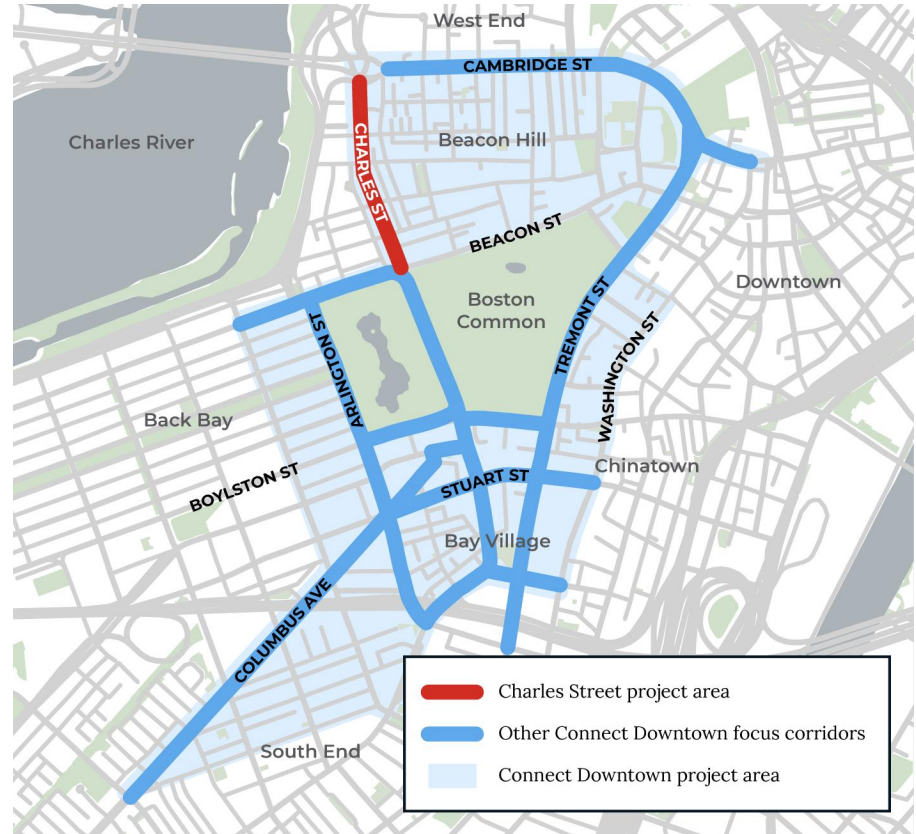 West End
CAMBRIDGE ST
Charles River
CHARLES ST
Beacon Hill
BEACON ST
Boston
Common
TREMONT ST
Downtown
ARLINGTON ST
WASHINGTON ST
Back Bay
BOYLSTON ST
STUART ST
Chinatown
Bay Village
COLUMBUS AVE
South End
Charles Street project area
Other Connect Downtown focus corridors
Connect Downtown project area